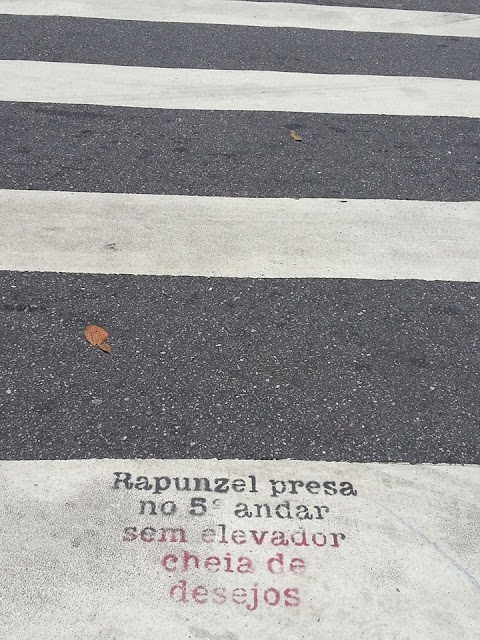 Rapunzel presa
no 5º andar
sem elevador
cheia de
desejos